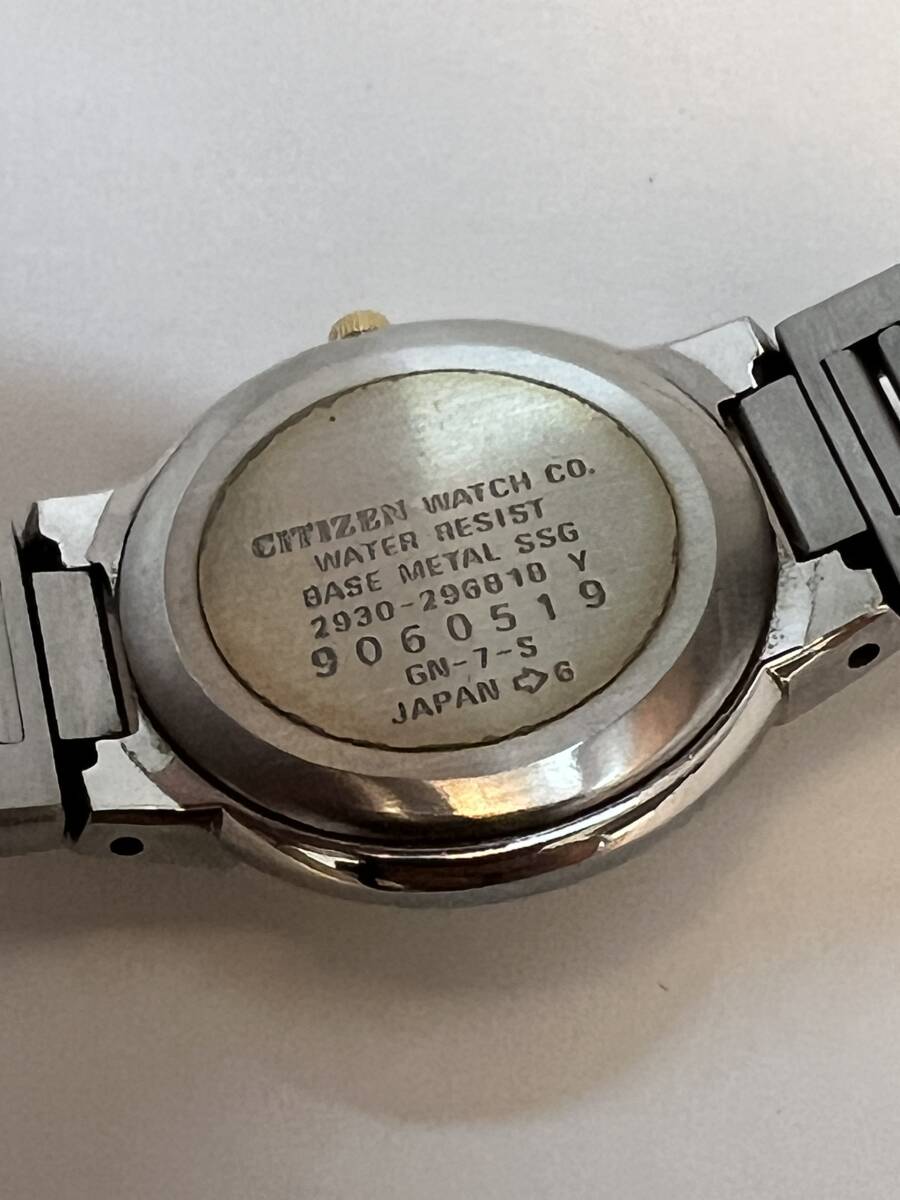 CITIZEN WATCH CO.
WATER RESIST
BASE METAL SSG
2930-296810 Y
9060519
GN-7-S
JAPAN 6